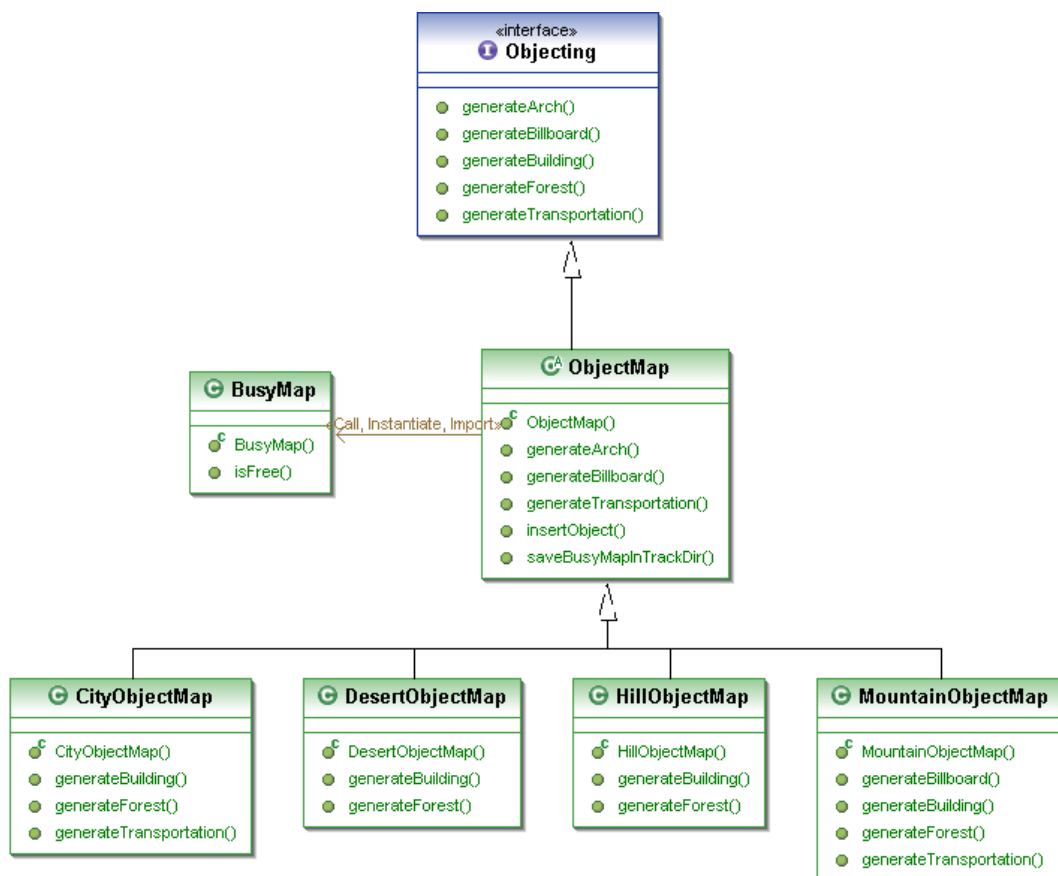 «interface»
Objecting
generateArch()
generateBillboard()
generateBuilding()
generateForest()
generateTransportation()
ObjectMap
ObjectMap()
generateArch()
generateBillboard()
generateTransportation()
insertObject()
saveBusyMapInTrackDir()
BusyMap
BusyMap()
isFree()
«Call, Instantiate, Import»
CityObjectMap
CityObjectMap()
generateBuilding()
generateForest()
generateTransportation()
DesertObjectMap
DesertObjectMap()
generateBuilding()
generateForest()
HillObjectMap
HillObjectMap()
generateBuilding()
generateForest()
MountainObjectMap
MountainObjectMap()
generateBillboard()
generateBuilding()
generateForest()
generateTransportation()